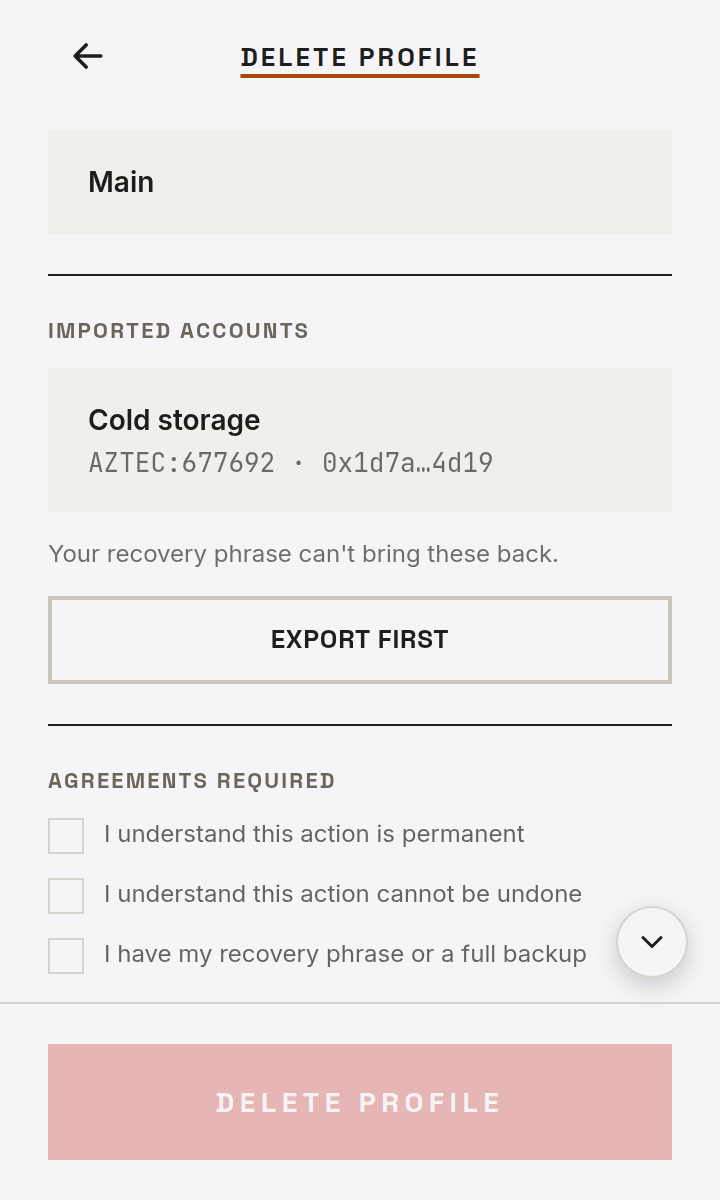 DELETE PROFILE
Main
IMPORTED ACCOUNTS
Cold storage
AZTEC:677692 · 0x1d7a…4d19
Your recovery phrase can't bring these back.
EXPORT FIRST
AGREEMENTS REQUIRED
I understand this action is permanent
I understand this action cannot be undone
I have my recovery phrase or a full backup
DELETE PROFILE